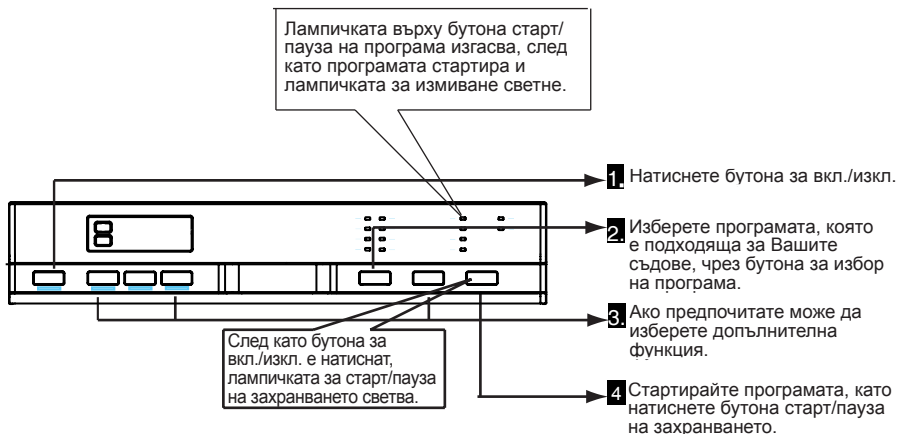 Лампичката върху бутона старт/
пауза на програма изгасва, след
като програмата стартира и
лампичката за измиване светне.
1. Натиснете бутона за вкл./изкл.
2. Изберете програмата, която
е подходяща за Вашите
съдове, чрез бутона за избор
на програма.
3. Ако предпочитате може да
изберете допълнителна
функция.
След като бутона за
вкл./изкл. е натиснат,
лампичката за старт/пауза
на захранването светва.
4 Стартирайте програмата, като
натиснете бутона старт/пауза
на захранването.